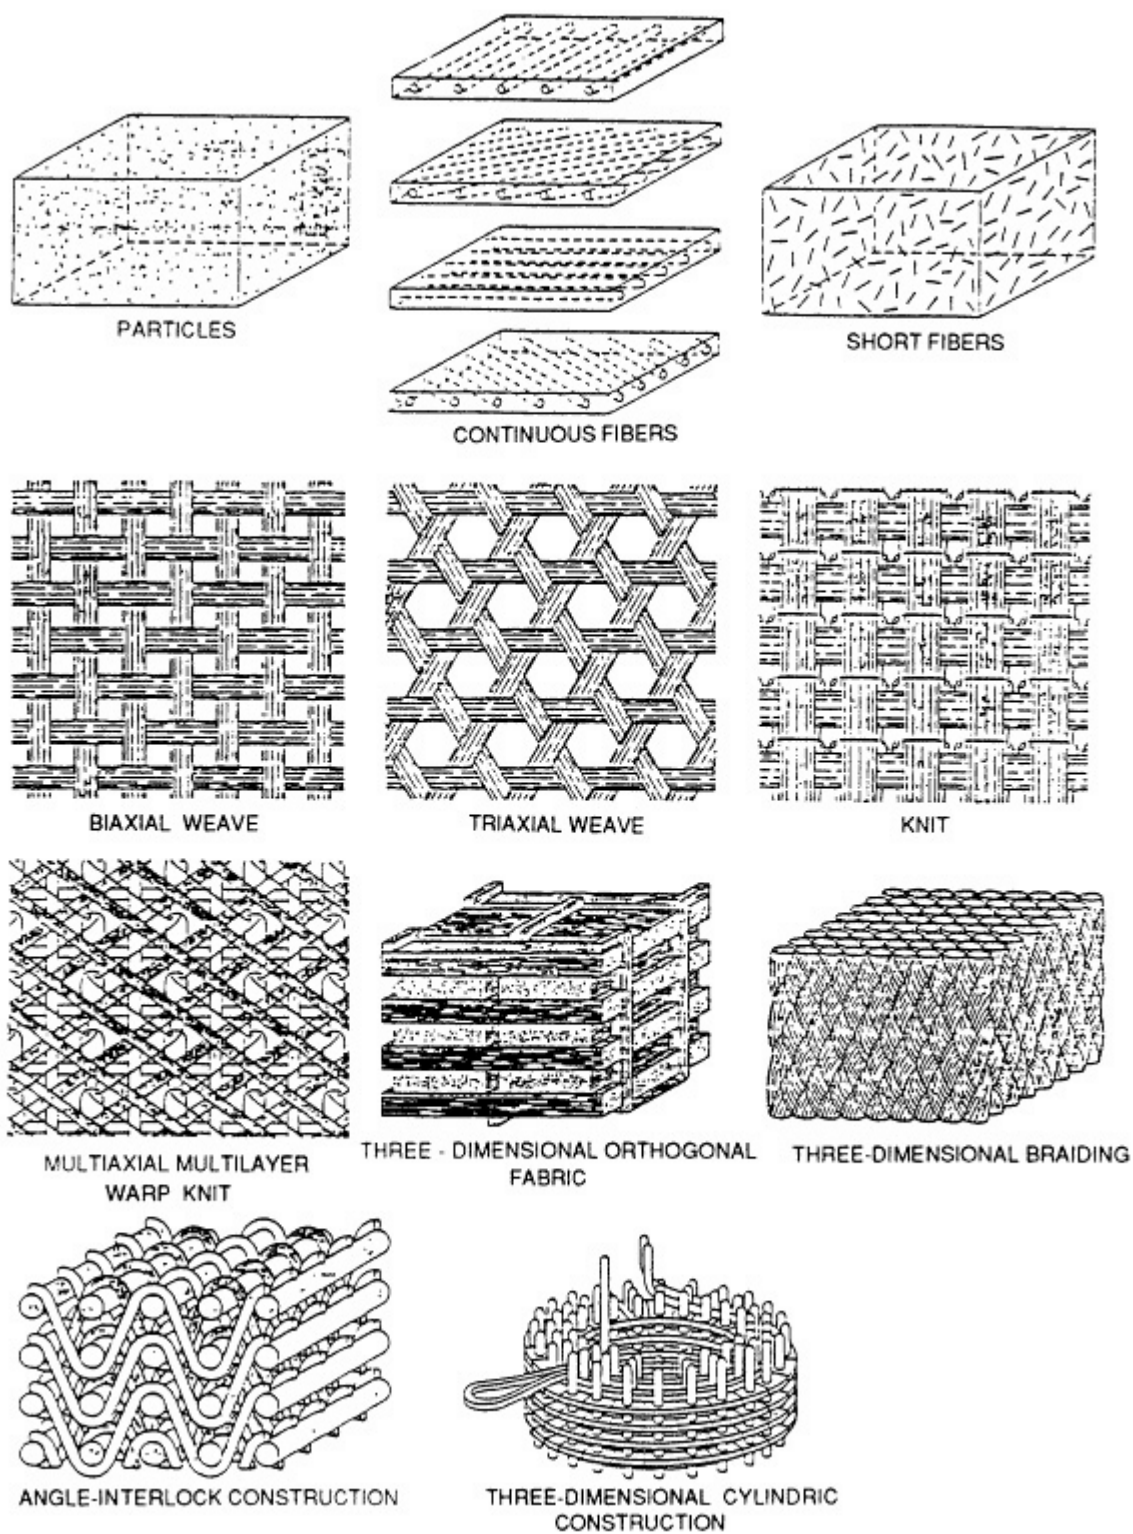 PARTICLES
CONTINUOUS FIBERS
SHORT FIBERS
BIAXIAL WEAVE
TRIAXIAL WEAVE
KNIT
MULTIAXIAL MULTILAYER
WARP KNIT
THREE - DIMENSIONAL ORTHOGONAL
FABRIC
THREE-DIMENSIONAL BRAIDING
ANGLE-INTERLOCK CONSTRUCTION
THREE-DIMENSIONAL CYLINDRIC
CONSTRUCTION